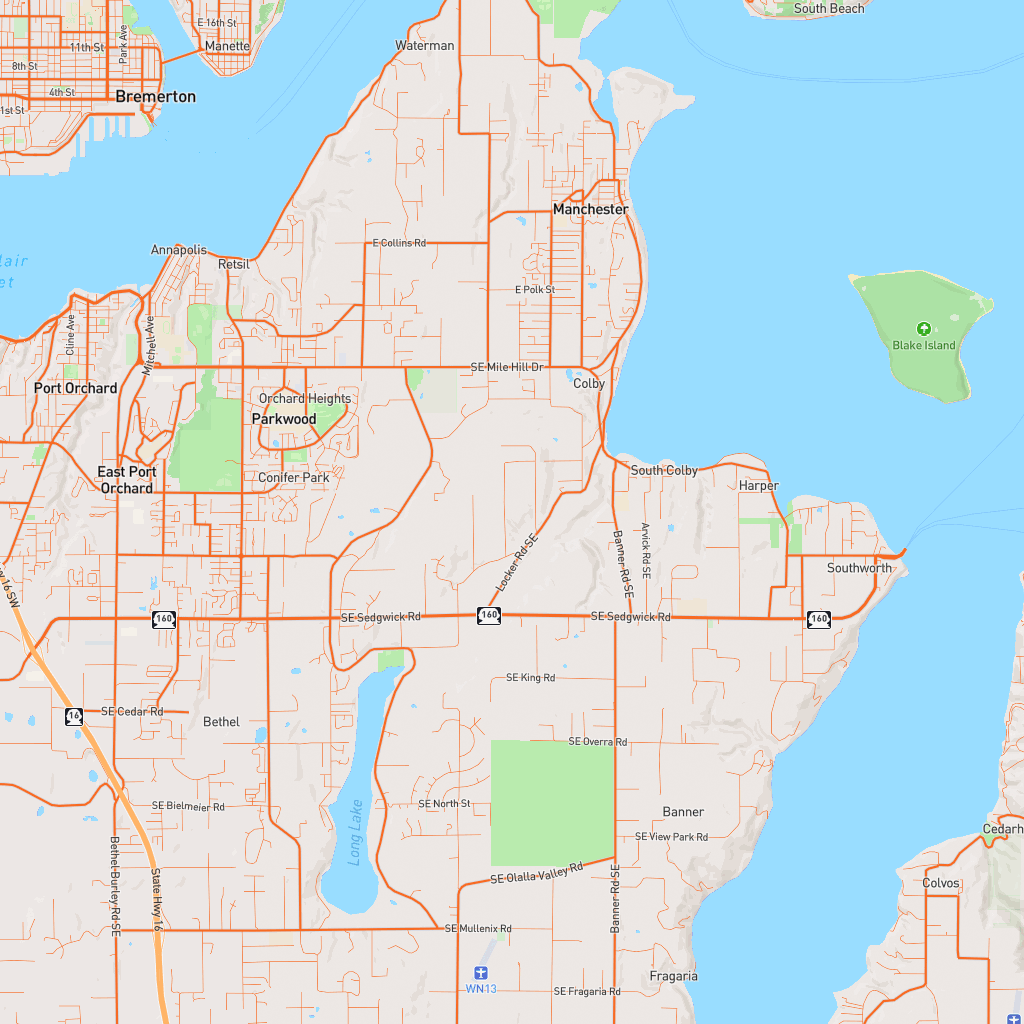 South Beach
E 16th St
Park Ave
11th St
Manette
Waterman
8th St
4th St
Bremerton
1st St
Manchester
Annapolis
E Collins Rd
Retsil
E Polk St
Cline Ave
Mitchell Ave
Blake Island
SE Mile Hill Dr
Port Orchard
Colby
Orchard Heights
Parkwood
East Port
Orchard
South Colby
Conifer Park
Harper
Arvick Rd SE
Locker Rd SE
Banner Rd SE
Southworth
16 SW
160
SE Sedgwick Rd
160
SE Sedgwick Rd
160
SE King Rd
16
SE Cedar Rd
Bethel
SE Overra Rd
SE Bielmeier Rd
SE North St
Long Lake
Banner
SE View Park Rd
Cedarh
Bethel-Burley Rd SE
State Hwy 16
SE Olalla Valley Rd
Banner Rd SE
Colvos
SE Mullenix Rd
Fragaria
WN13
SE Fragaria Rd